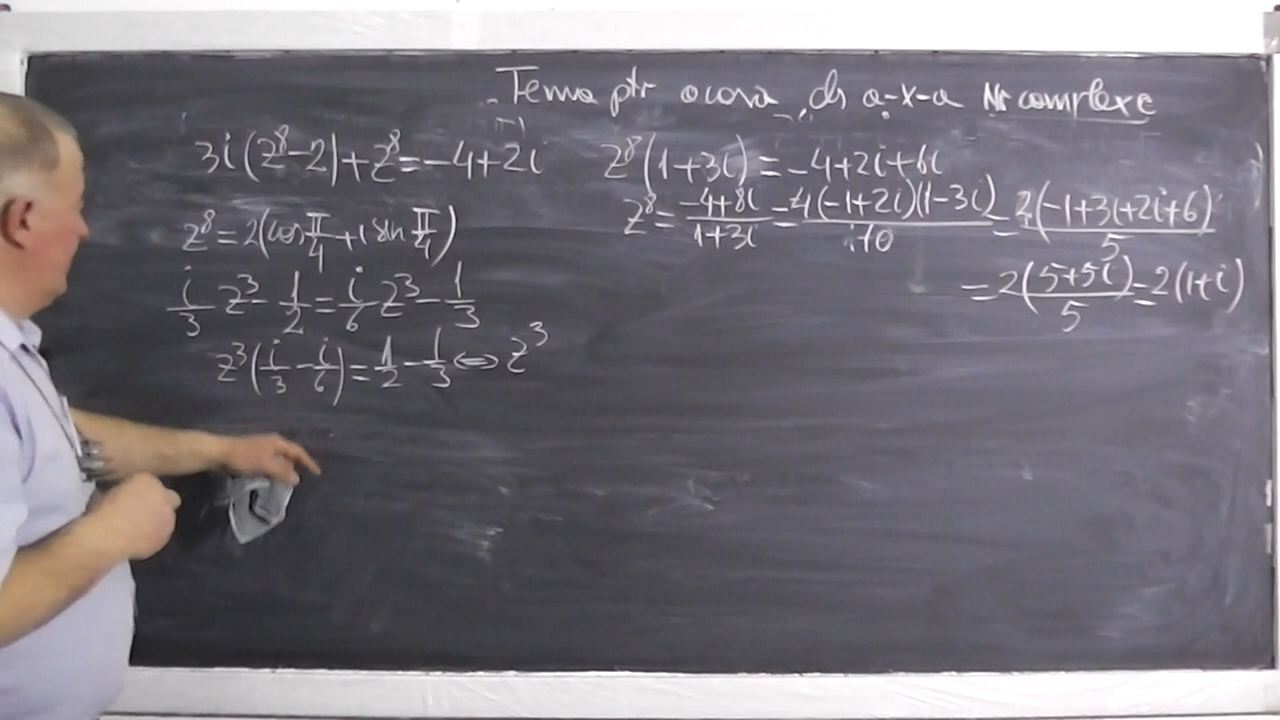 Tema ptr acasa ds a-X-a Nr complexe
3i(z⁸-2)+z⁸=-4+2i
z⁸(1+3i)=-4+2i+6i
z⁸=2(cos π/4+i sin π/4)
z⁸=(-4+8i)/(1+3i)=4(-1+2i)(1-3i)/10=2(-1+3i+2i+6)/5
=2(5+5i)/5=2(1+i)
i/3 z³-1/2=i/6 z³-1/3
z³(i/3-i/6)=1/2-1/3⇔z³